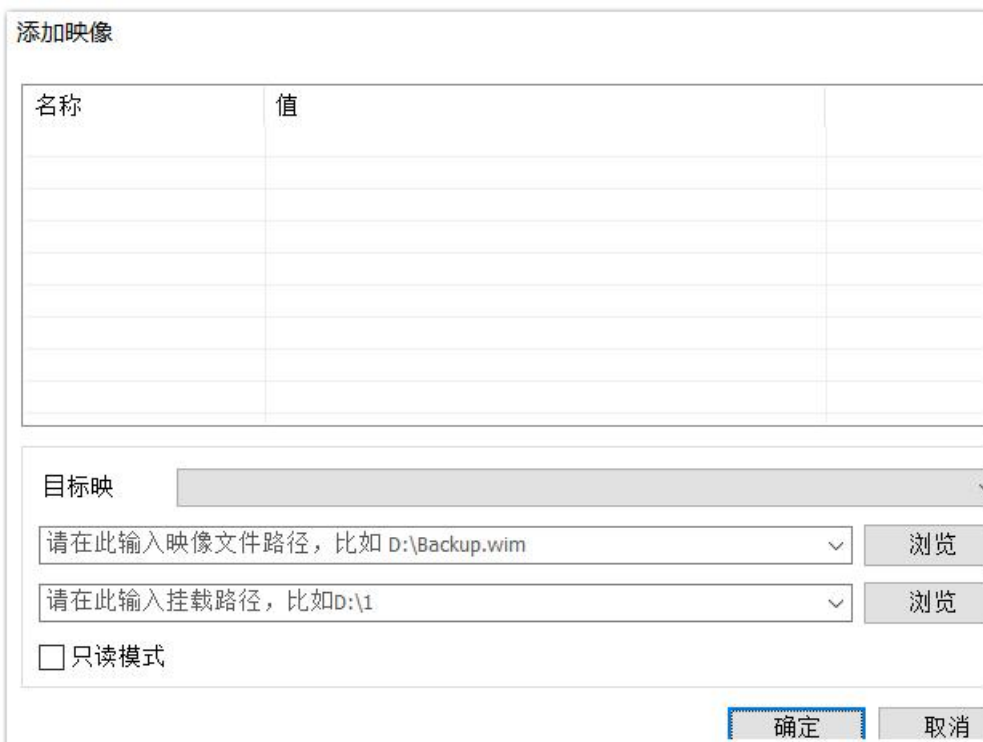 添加映像
名称 值
目标映
请在此输入映像文件路径，比如 D:\Backup.wim 浏览
请在此输入挂载路径，比如D:\1 浏览
只读模式
确定 取消